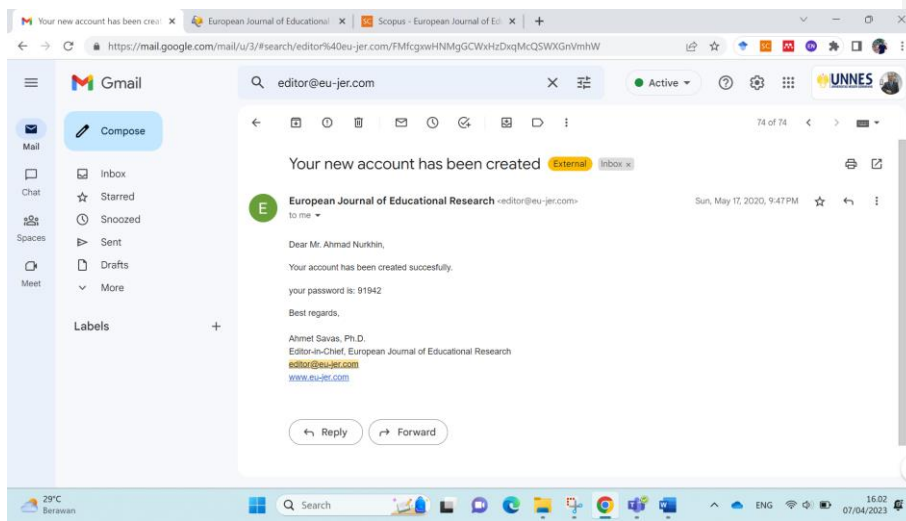 Your new account has been creat
European Journal of Educational
Scopus - European Journal of Ed
https://mail.google.com/mail/u/3/#search/editor%40eu-jer.com/FMfcgxwHNMgGCWxHzDxqMcQSWXGnVmhW
Gmail
editor@eu-jer.com
Active
UNNES
Mail
Compose
74 of 74
Chat
Spaces
Meet
Inbox
Starred
Snoozed
Sent
Drafts
More
Labels
Your new account has been created External Inbox x
European Journal of Educational Research <editor@eu-jer.com> Sun, May 17, 2020, 9:47 PM
to me
Dear Mr. Ahmad Nurkhin,
Your account has been created succesfully.
your password is: 91942
Best regards,
Ahmet Savas, Ph.D.
Editor-in-Chief, European Journal of Educational Research
editor@eu-jer.com
www.eu-jer.com
Reply Forward
29°C
Berawan
Search
ENG
16.02
07/04/2023